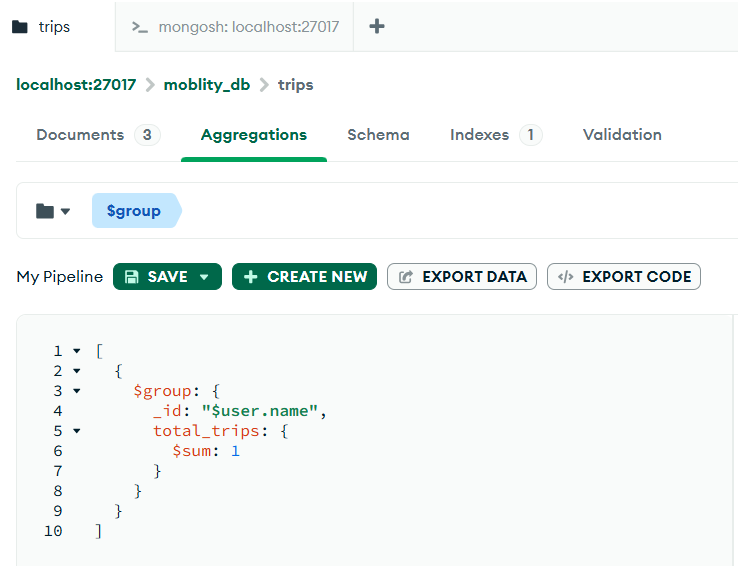 trips
>_ mongosh: localhost:27017
localhost:27017 > moblity_db > trips
Documents 3 Aggregations Schema Indexes 1 Validation
$group
My Pipeline SAVE CREATE NEW EXPORT DATA </> EXPORT CODE
1 [
2 {
3 $group: {
4 _id: "$user.name",
5 total_trips: {
6 $sum: 1
7 }
8 }
9 }
10 ]